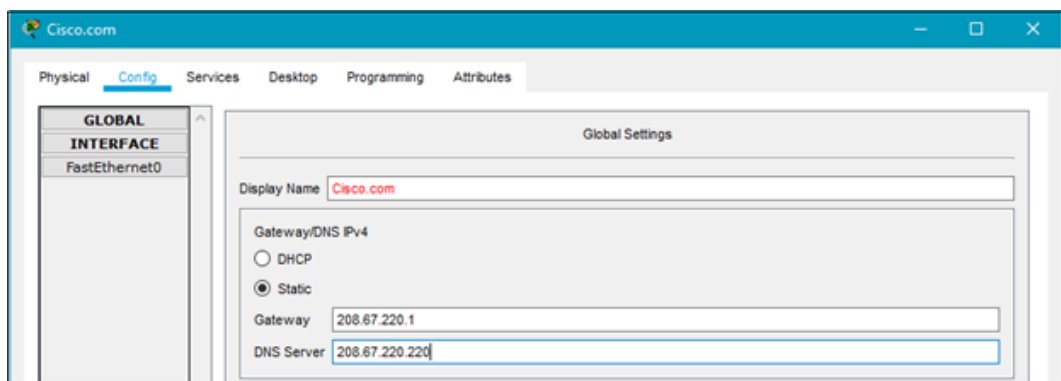 Cisco.com
Physical Config Services Desktop Programming Attributes
GLOBAL
INTERFACE
FastEthernet0
Global Settings
Display Name Cisco.com
Gateway/DNS IPv4
DHCP
Static
Gateway 208.67.220.1
DNS Server 208.67.220.220